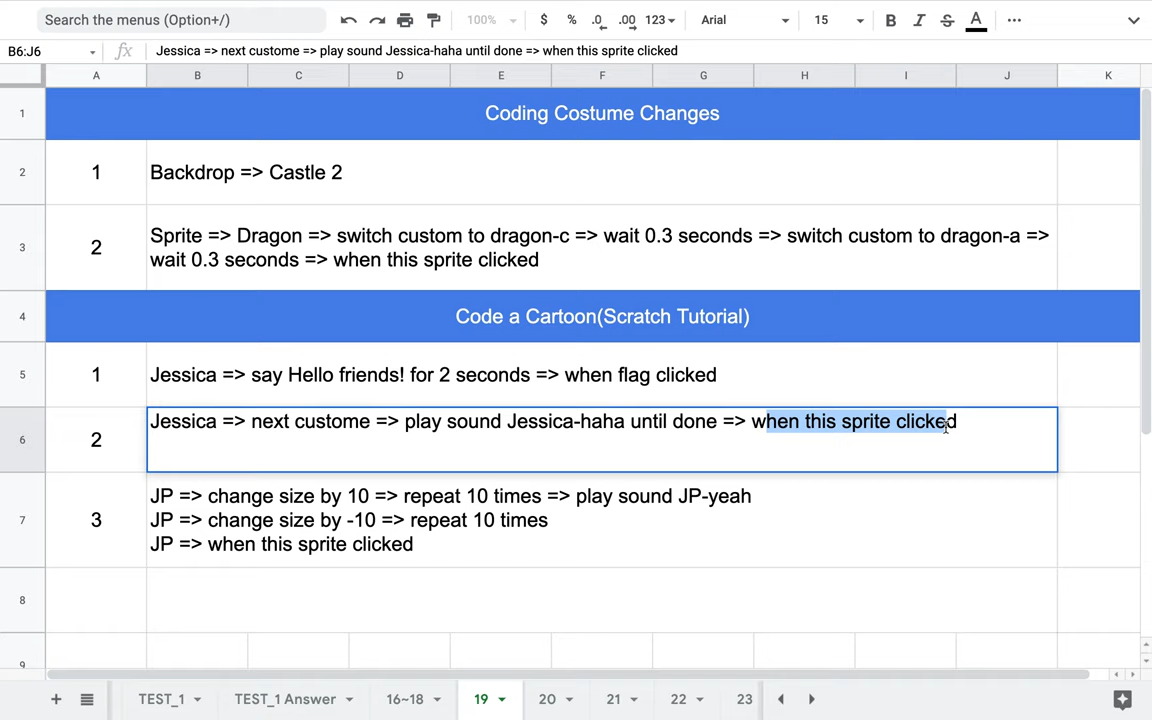 Search the menus (Option+/)
100%
$ % .0 .00 123
Arial
15
B I S A
B6:J6
fx
Jessica => next custome => play sound Jessica-haha until done => when this sprite clicked
A B C D E F G H I J K
1
Coding Costume Changes
2
1
Backdrop => Castle 2
3
2
Sprite => Dragon => switch custom to dragon-c => wait 0.3 seconds => switch custom to dragon-a =>
wait 0.3 seconds => when this sprite clicked
4
Code a Cartoon(Scratch Tutorial)
5
1
Jessica => say Hello friends! for 2 seconds => when flag clicked
6
2
Jessica => next custome => play sound Jessica-haha until done => when this sprite clicked
7
3
JP => change size by 10 => repeat 10 times => play sound JP-yeah
JP => change size by -10 => repeat 10 times
JP => when this sprite clicked
8
9
TEST_1 TEST_1 Answer 16~18 19 20 21 22 23